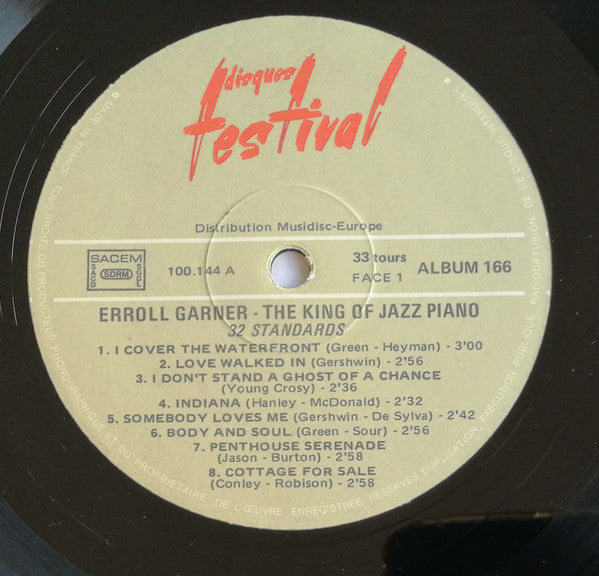 disques
festival
Distribution Musidisc-Europe
SACEM
SACD SDRM SGDL
100.144 A
33 tours
FACE 1
ALBUM 166
ERROLL GARNER - THE KING OF JAZZ PIANO
32 STANDARDS
1. I COVER THE WATERFRONT (Green - Heyman) - 3'00
2. LOVE WALKED IN (Gershwin) - 2'56
3. I DON'T STAND A GHOST OF A CHANCE
(Young Crosy) - 2'36
4. INDIANA (Hanley - McDonald) - 2'32
5. SOMEBODY LOVES ME (Gershwin - De Sylva) - 2'42
6. BODY AND SOUL (Green - Sour) - 2'56
7. PENTHOUSE SERENADE
(Jason - Burton) - 2'58
8. COTTAGE FOR SALE
(Conley - Robison) - 2'58
MADE IN FRANCE TOUS DROITS DU PRODUCTEUR PHONOGRAPHIQUE ET DU PROPRIETAIRE DE L'ŒUVRE ENREGISTREE RESERVES DUPLICATION, EXECUTION PUBLIQUE, RADIODIFFUSION DE CE DISQUE INTERDITES